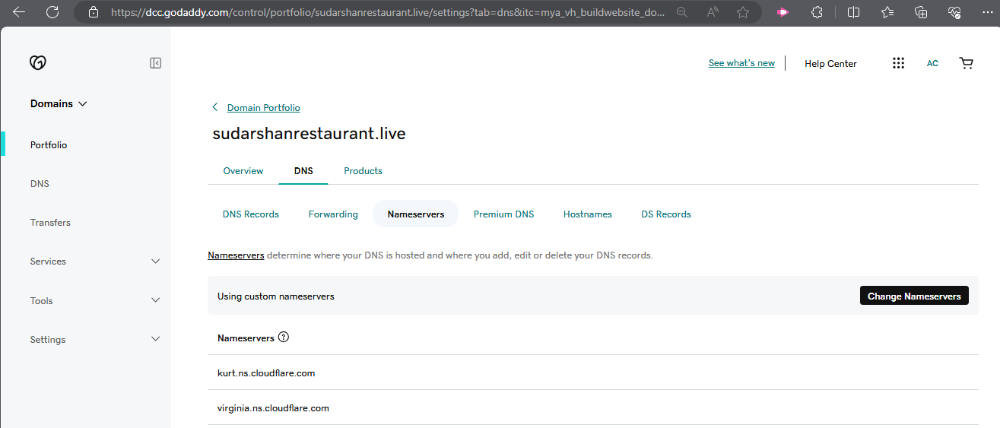 https://dcc.godaddy.com/control/portfolio/sudarshanrestaurant.live/settings?tab=dns&itc=mya_vh_buildwebsite_do...
See what's new
Help Center
AC
Domains
Portfolio
DNS
Transfers
Services
Tools
Settings
Domain Portfolio
sudarshanrestaurant.live
Overview DNS Products
DNS Records Forwarding Nameservers Premium DNS Hostnames DS Records
Nameservers determine where your DNS is hosted and where you add, edit or delete your DNS records.
Using custom nameservers Change Nameservers
Nameservers
kurt.ns.cloudflare.com
virginia.ns.cloudflare.com